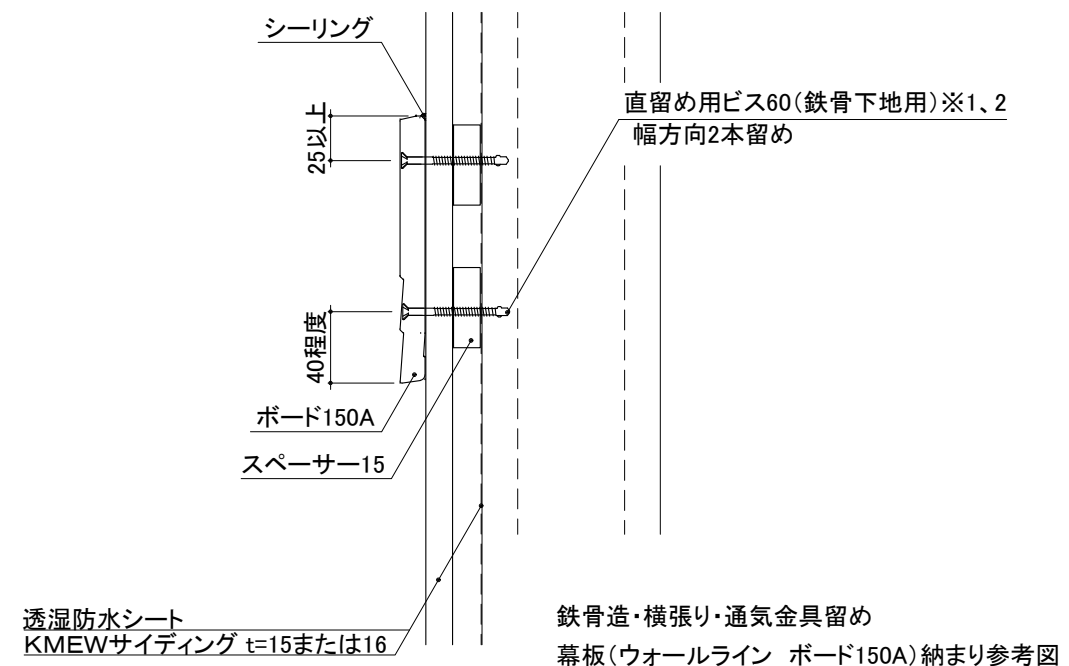 シーリング
直留め用ビス60(鉄骨下地用)※1、2
幅方向2本留め
25以上
40程度
ボード150A
スペーサー15
透湿防水シート
KMEWサイディング t=15または16
鉄骨造・横張り・通気金具留め
幕板(ウォールライン ボード150A)納まり参考図